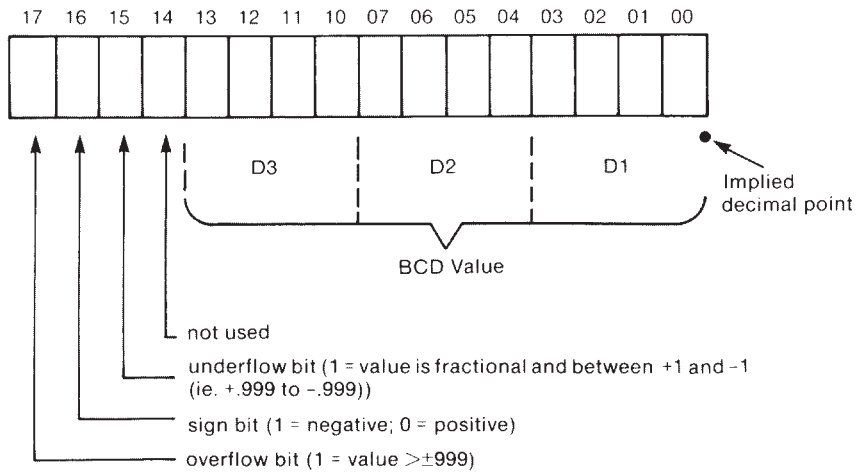 17 16 15 14 13 12 11 10 07 06 05 04 03 02 01 00
D3 D2 D1
Implied
decimal point
BCD Value
not used
underflow bit (1 = value is fractional and between +1 and -1
(ie. +.999 to -.999))
sign bit (1 = negative; 0 = positive)
overflow bit (1 = value >±999)